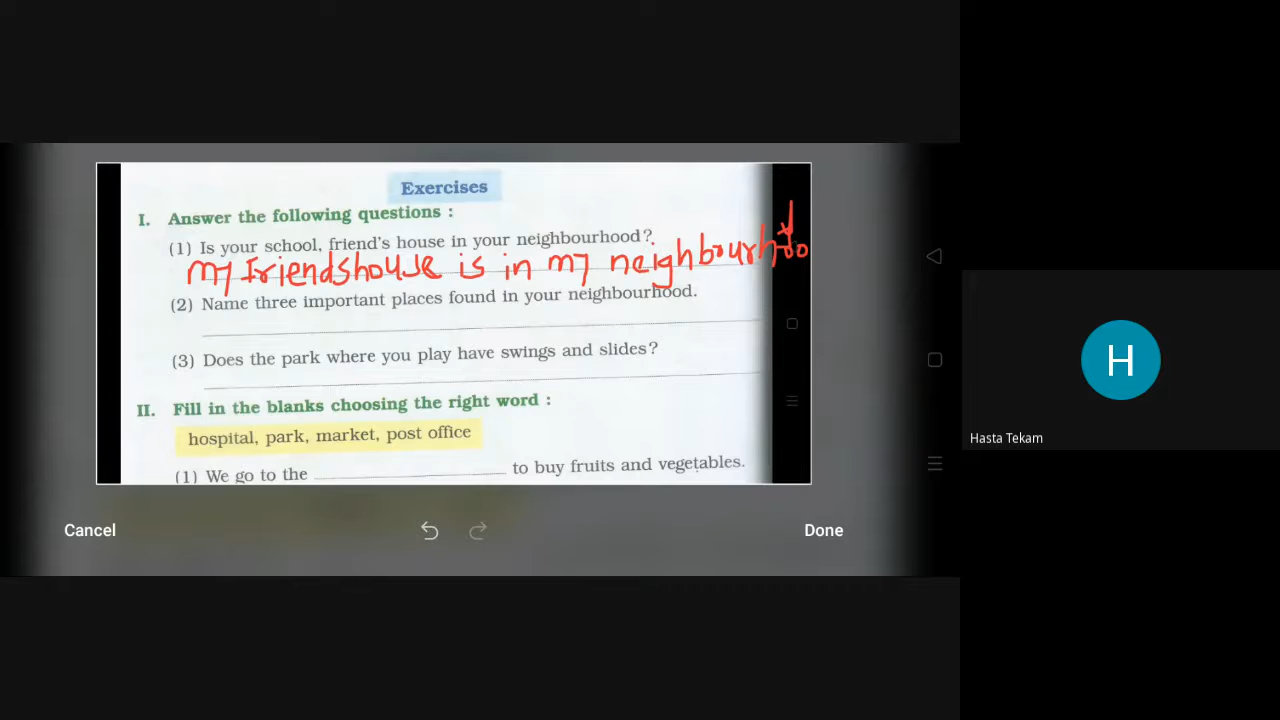 Exercises
I. Answer the following questions :
(1) Is your school, friend's house in your neighbourhood?
my friendshouse is in my neighbourhood
(2) Name three important places found in your neighbourhood.
(3) Does the park where you play have swings and slides?
II. Fill in the blanks choosing the right word :
hospital, park, market, post office
(1) We go to the ____________ to buy fruits and vegetables.
Cancel
Done
H
Hasta Tekam